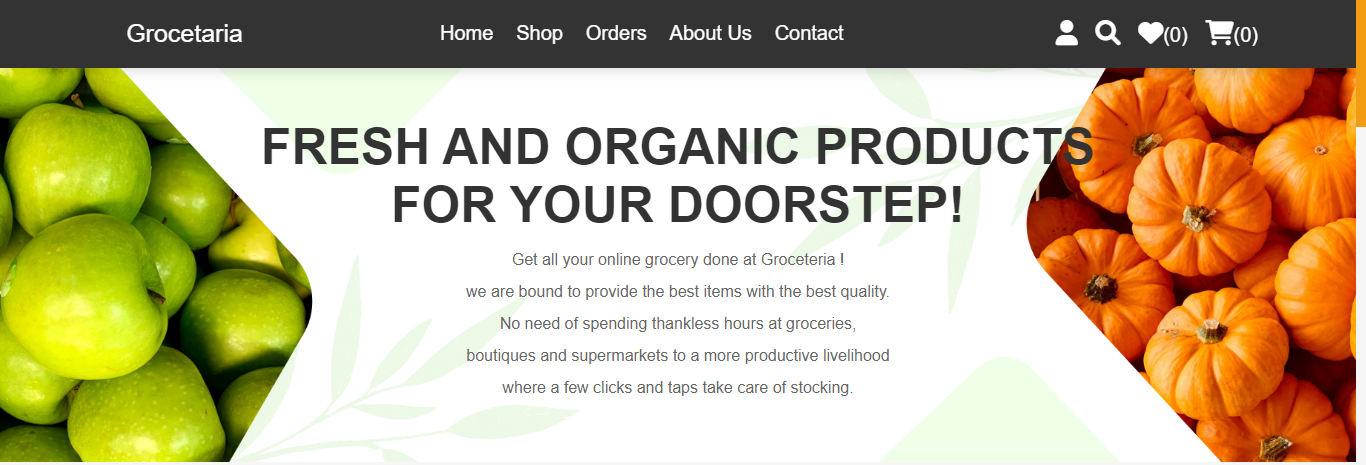 Grocetaria
Home Shop Orders About Us Contact
(0) (0)
FRESH AND ORGANIC PRODUCTS
FOR YOUR DOORSTEP!
Get all your online grocery done at Groceteria !
we are bound to provide the best items with the best quality.
No need of spending thankless hours at groceries,
boutiques and supermarkets to a more productive livelihood
where a few clicks and taps take care of stocking.